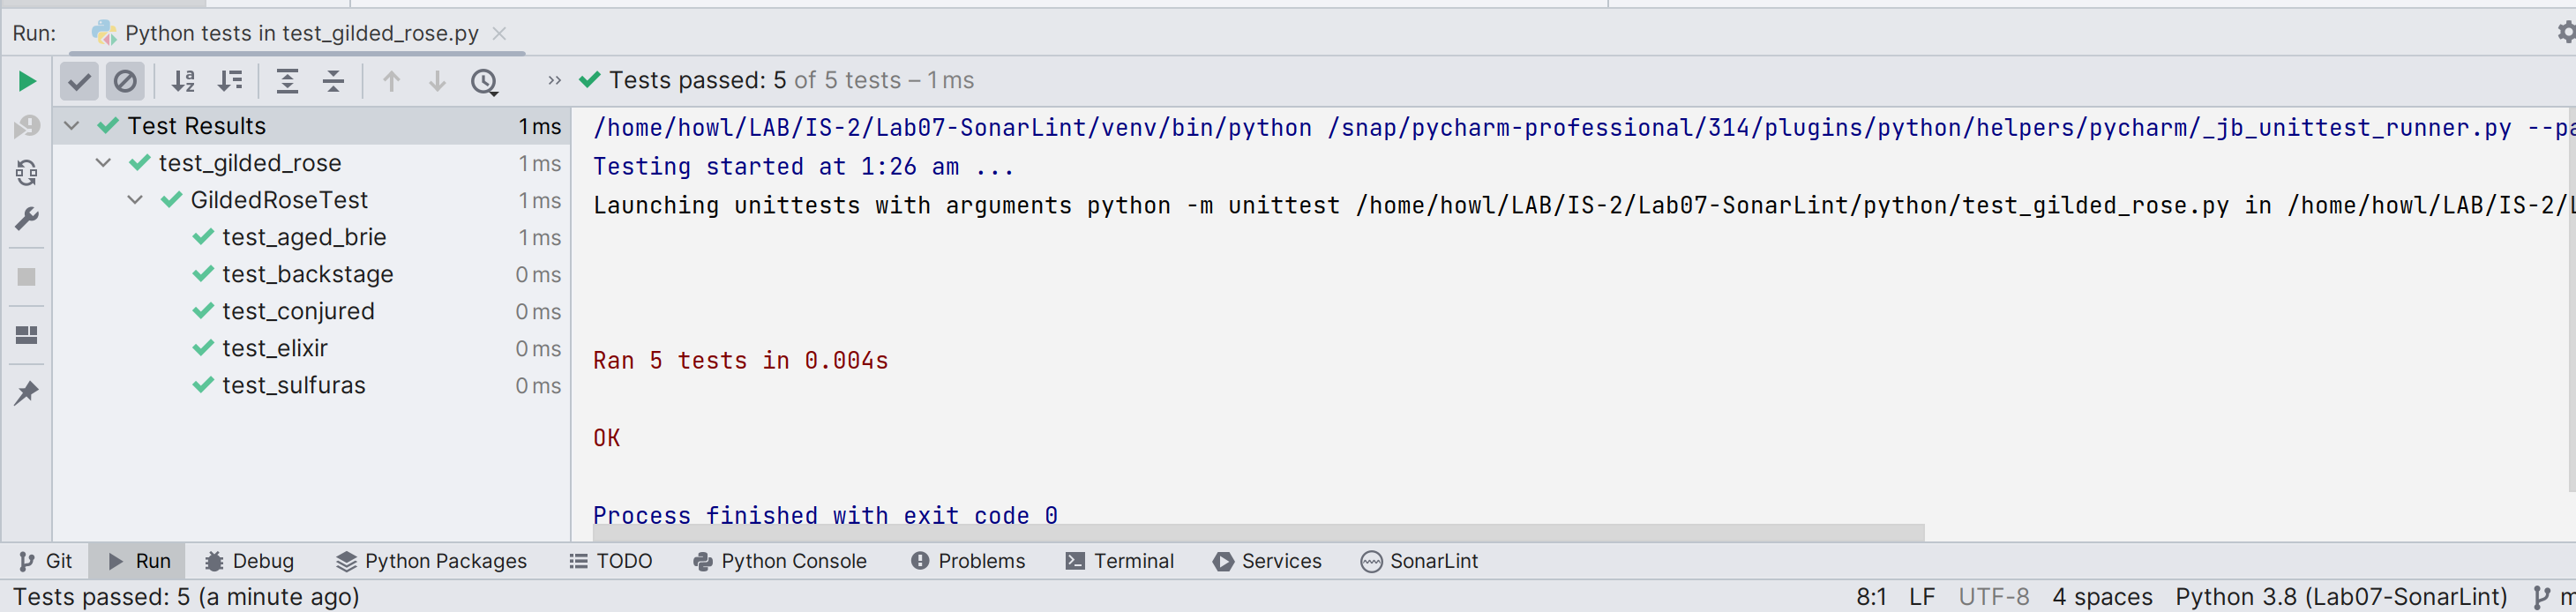 Run: Python tests in test_gilded_rose.py
Tests passed: 5 of 5 tests – 1 ms
Test Results 1 ms
test_gilded_rose 1 ms
GildedRoseTest 1 ms
test_aged_brie 1 ms
test_backstage 0 ms
test_conjured 0 ms
test_elixir 0 ms
test_sulfuras 0 ms
/home/howl/LAB/IS-2/Lab07-SonarLint/venv/bin/python /snap/pycharm-professional/314/plugins/python/helpers/pycharm/_jb_unittest_runner.py --pa
Testing started at 1:26 am ...
Launching unittests with arguments python -m unittest /home/howl/LAB/IS-2/Lab07-SonarLint/python/test_gilded_rose.py in /home/howl/LAB/IS-2/L
Ran 5 tests in 0.004s
OK
Process finished with exit code 0
Git Run Debug Python Packages TODO Python Console Problems Terminal Services SonarLint
Tests passed: 5 (a minute ago) 8:1 LF UTF-8 4 spaces Python 3.8 (Lab07-SonarLint)